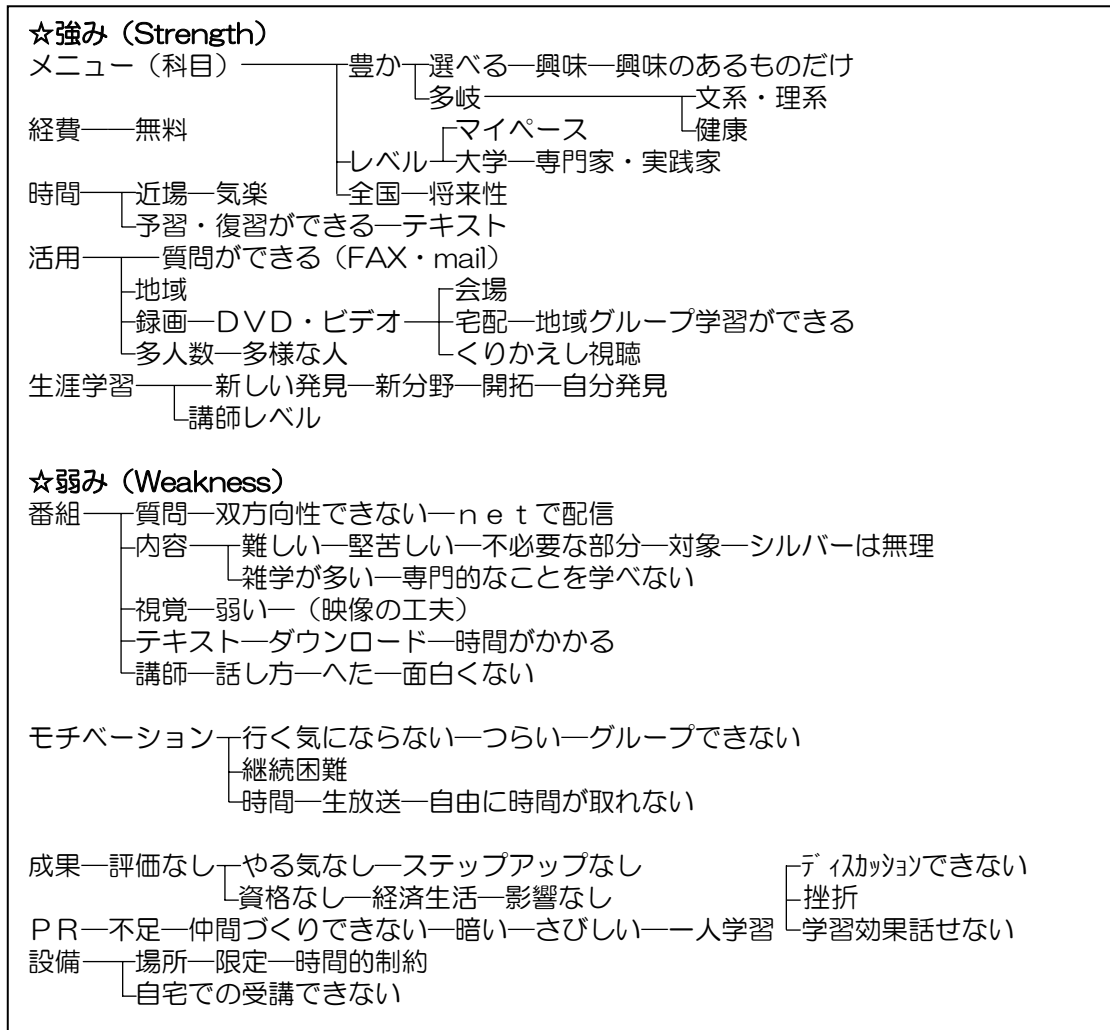 ☆強み（Strength）
メニュー（科目）―豊か―選べる―興味―興味のあるものだけ
多岐―文系・理系
経費―無料 マイペース 健康
レベル―大学―専門家・実践家
時間―近場―気楽 全国―将来性
予習・復習ができる―テキスト
活用―質問ができる（FAX・mail）
地域 会場
録画―ＤＶＤ・ビデオ―宅配―地域グループ学習ができる
多人数―多様な人 くりかえし視聴
生涯学習―新しい発見―新分野―開拓―自分発見
講師レベル
☆弱み（Weakness）
番組―質問―双方向性できない―ｎｅｔで配信
内容―難しい―堅苦しい―不必要な部分―対象―シルバーは無理
雑学が多い―専門的なことを学べない
視覚―弱い―（映像の工夫）
テキスト―ダウンロード―時間がかかる
講師―話し方―へた―面白くない
モチベーション―行く気にならない―つらい―グループできない
継続困難
時間―生放送―自由に時間が取れない
成果―評価なし―やる気なし―ステップアップなし ﾃﾞｨｽｶｯｼｮﾝできない
資格なし―経済生活―影響なし 挫折
ＰＲ―不足―仲間づくりできない―暗い―さびしい―一人学習 学習効果話せない
設備―場所―限定―時間的制約
自宅での受講できない